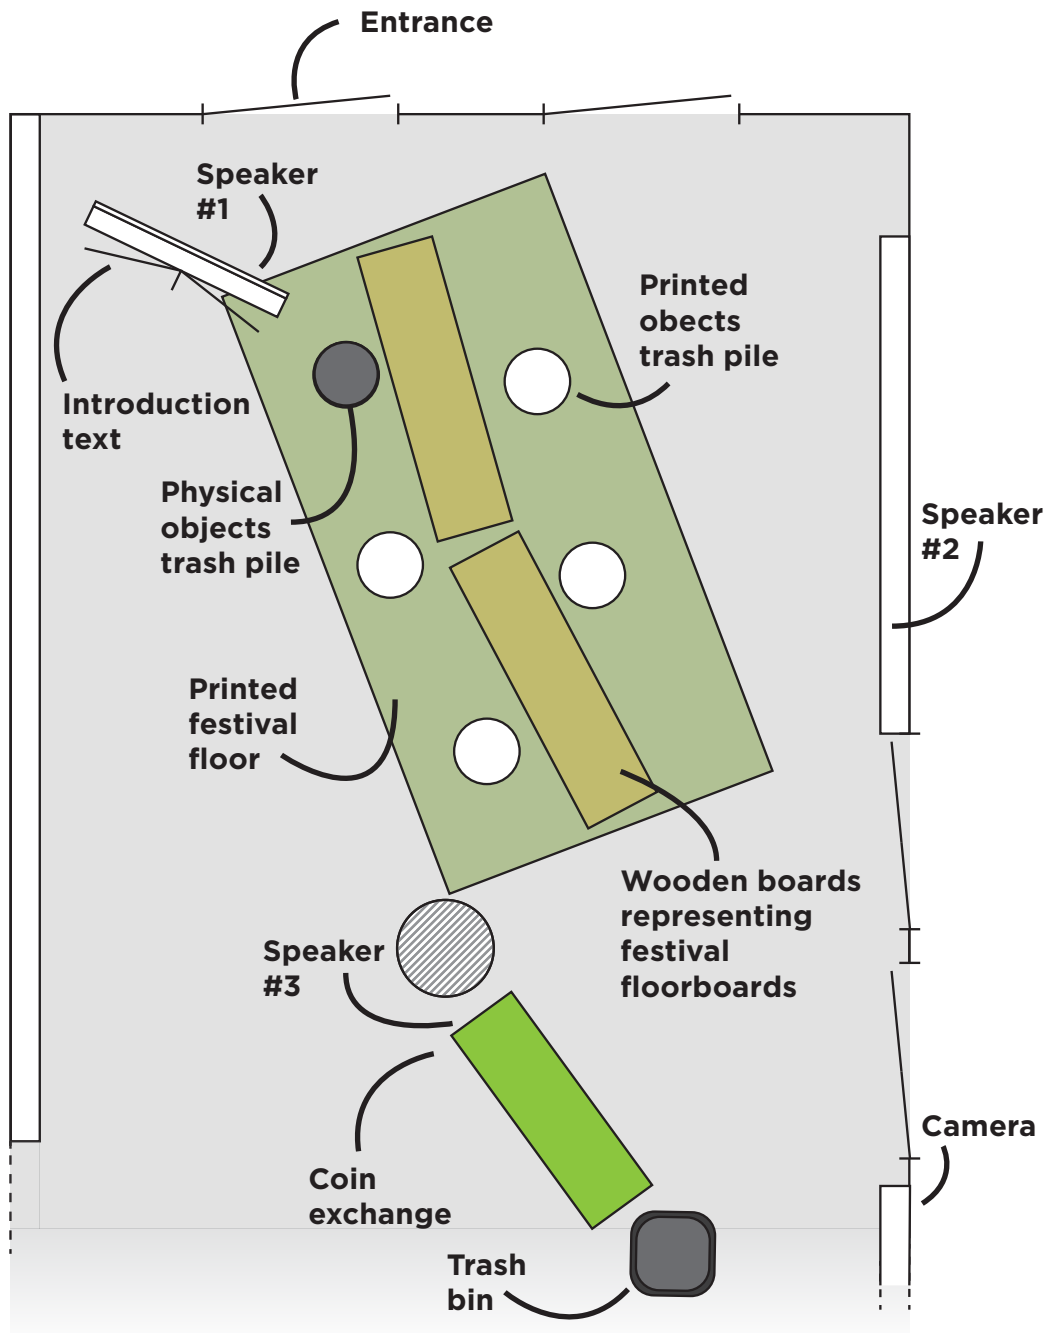 Entrance
Speaker
#1
Printed
obects
trash pile
Introduction
text
Physical
objects
trash pile
Speaker
#2
Printed
festival
floor
Wooden boards
representing
festival
floorboards
Speaker
#3
Camera
Coin
exchange
Trash
bin